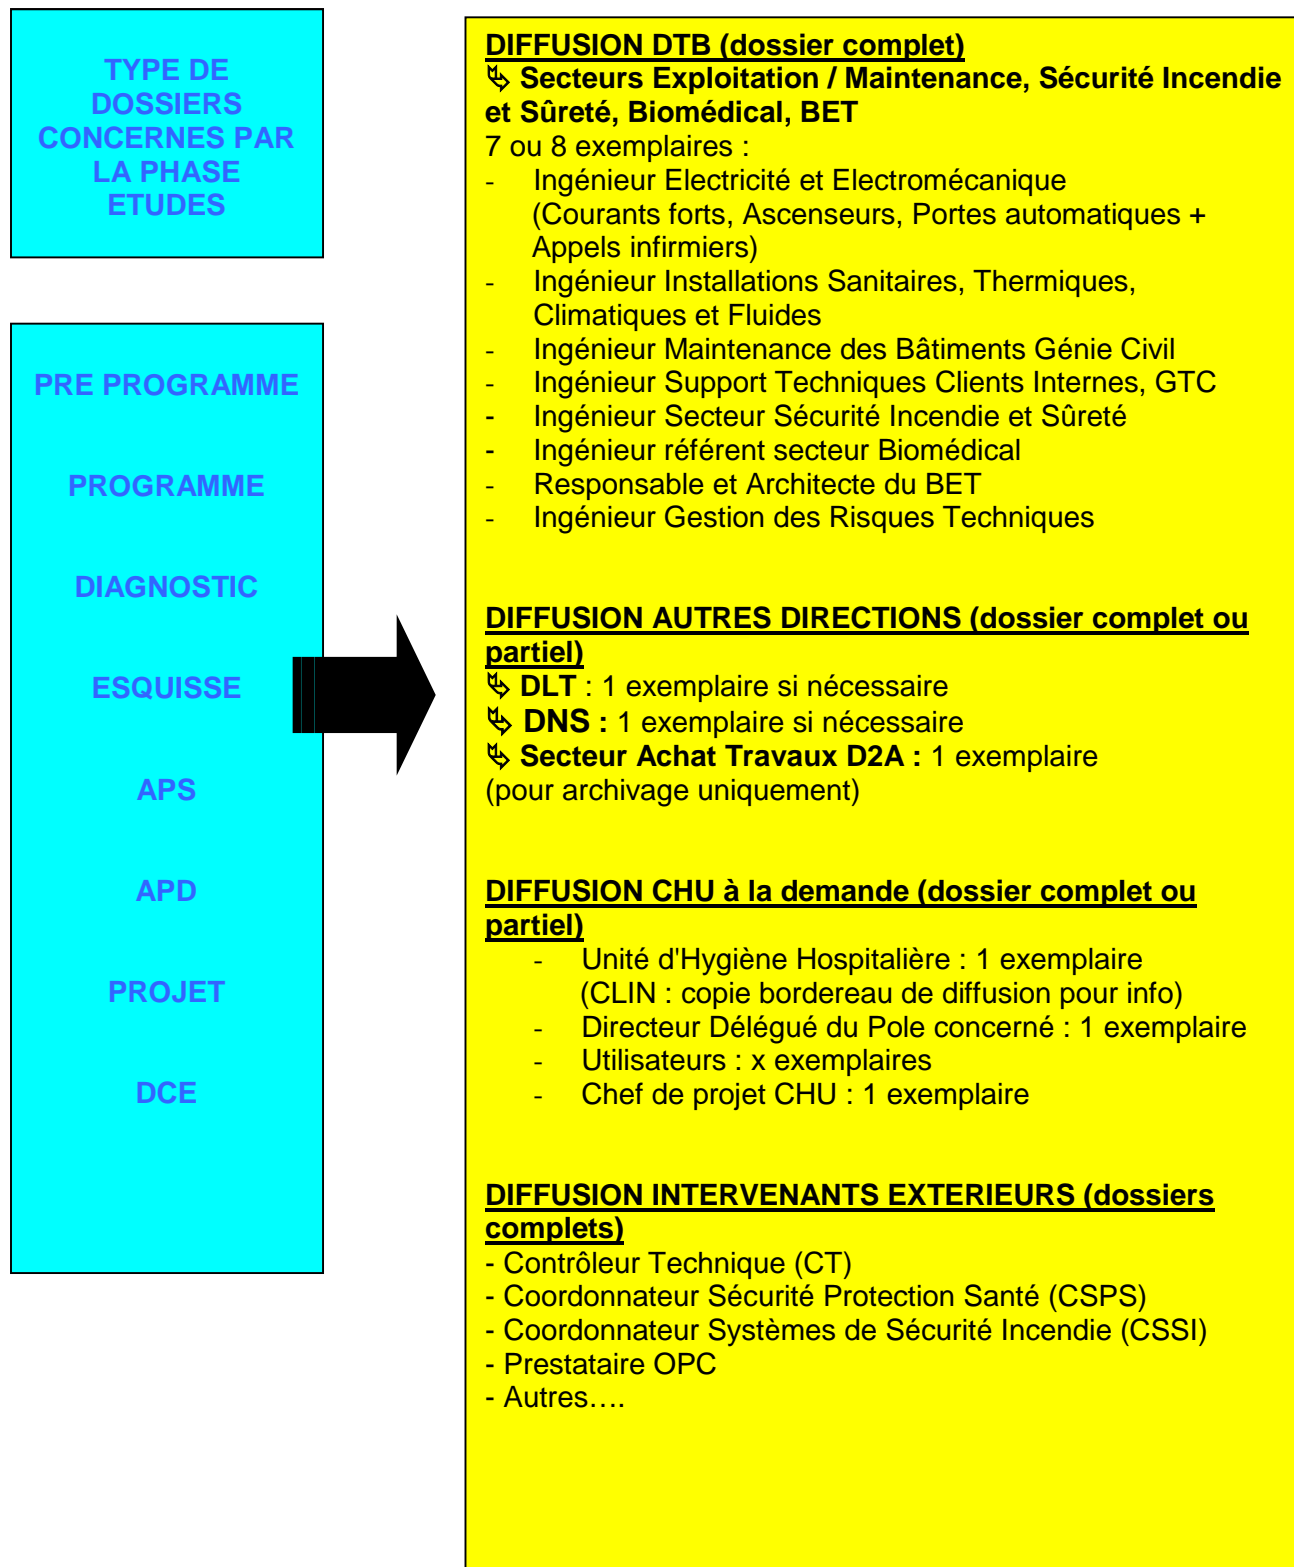 TYPE DE
DOSSIERS
CONCERNES PAR
LA PHASE
ETUDES
PRE PROGRAMME
PROGRAMME
DIAGNOSTIC
ESQUISSE
APS
APD
PROJET
DCE
DIFFUSION DTB (dossier complet)
↳ Secteurs Exploitation / Maintenance, Sécurité Incendie
et Sûreté, Biomédical, BET
7 ou 8 exemplaires :
- Ingénieur Electricité et Electromécanique
(Courants forts, Ascenseurs, Portes automatiques +
Appels infirmiers)
- Ingénieur Installations Sanitaires, Thermiques,
Climatiques et Fluides
- Ingénieur Maintenance des Bâtiments Génie Civil
- Ingénieur Support Techniques Clients Internes, GTC
- Ingénieur Secteur Sécurité Incendie et Sûreté
- Ingénieur référent secteur Biomédical
- Responsable et Architecte du BET
- Ingénieur Gestion des Risques Techniques
DIFFUSION AUTRES DIRECTIONS (dossier complet ou
partiel)
↳ DLT : 1 exemplaire si nécessaire
↳ DNS : 1 exemplaire si nécessaire
↳ Secteur Achat Travaux D2A : 1 exemplaire
(pour archivage uniquement)
DIFFUSION CHU à la demande (dossier complet ou
partiel)
- Unité d'Hygiène Hospitalière : 1 exemplaire
(CLIN : copie bordereau de diffusion pour info)
- Directeur Délégué du Pole concerné : 1 exemplaire
- Utilisateurs : x exemplaires
- Chef de projet CHU : 1 exemplaire
DIFFUSION INTERVENANTS EXTERIEURS (dossiers
complets)
- Contrôleur Technique (CT)
- Coordonnateur Sécurité Protection Santé (CSPS)
- Coordonnateur Systèmes de Sécurité Incendie (CSSI)
- Prestataire OPC
- Autres….